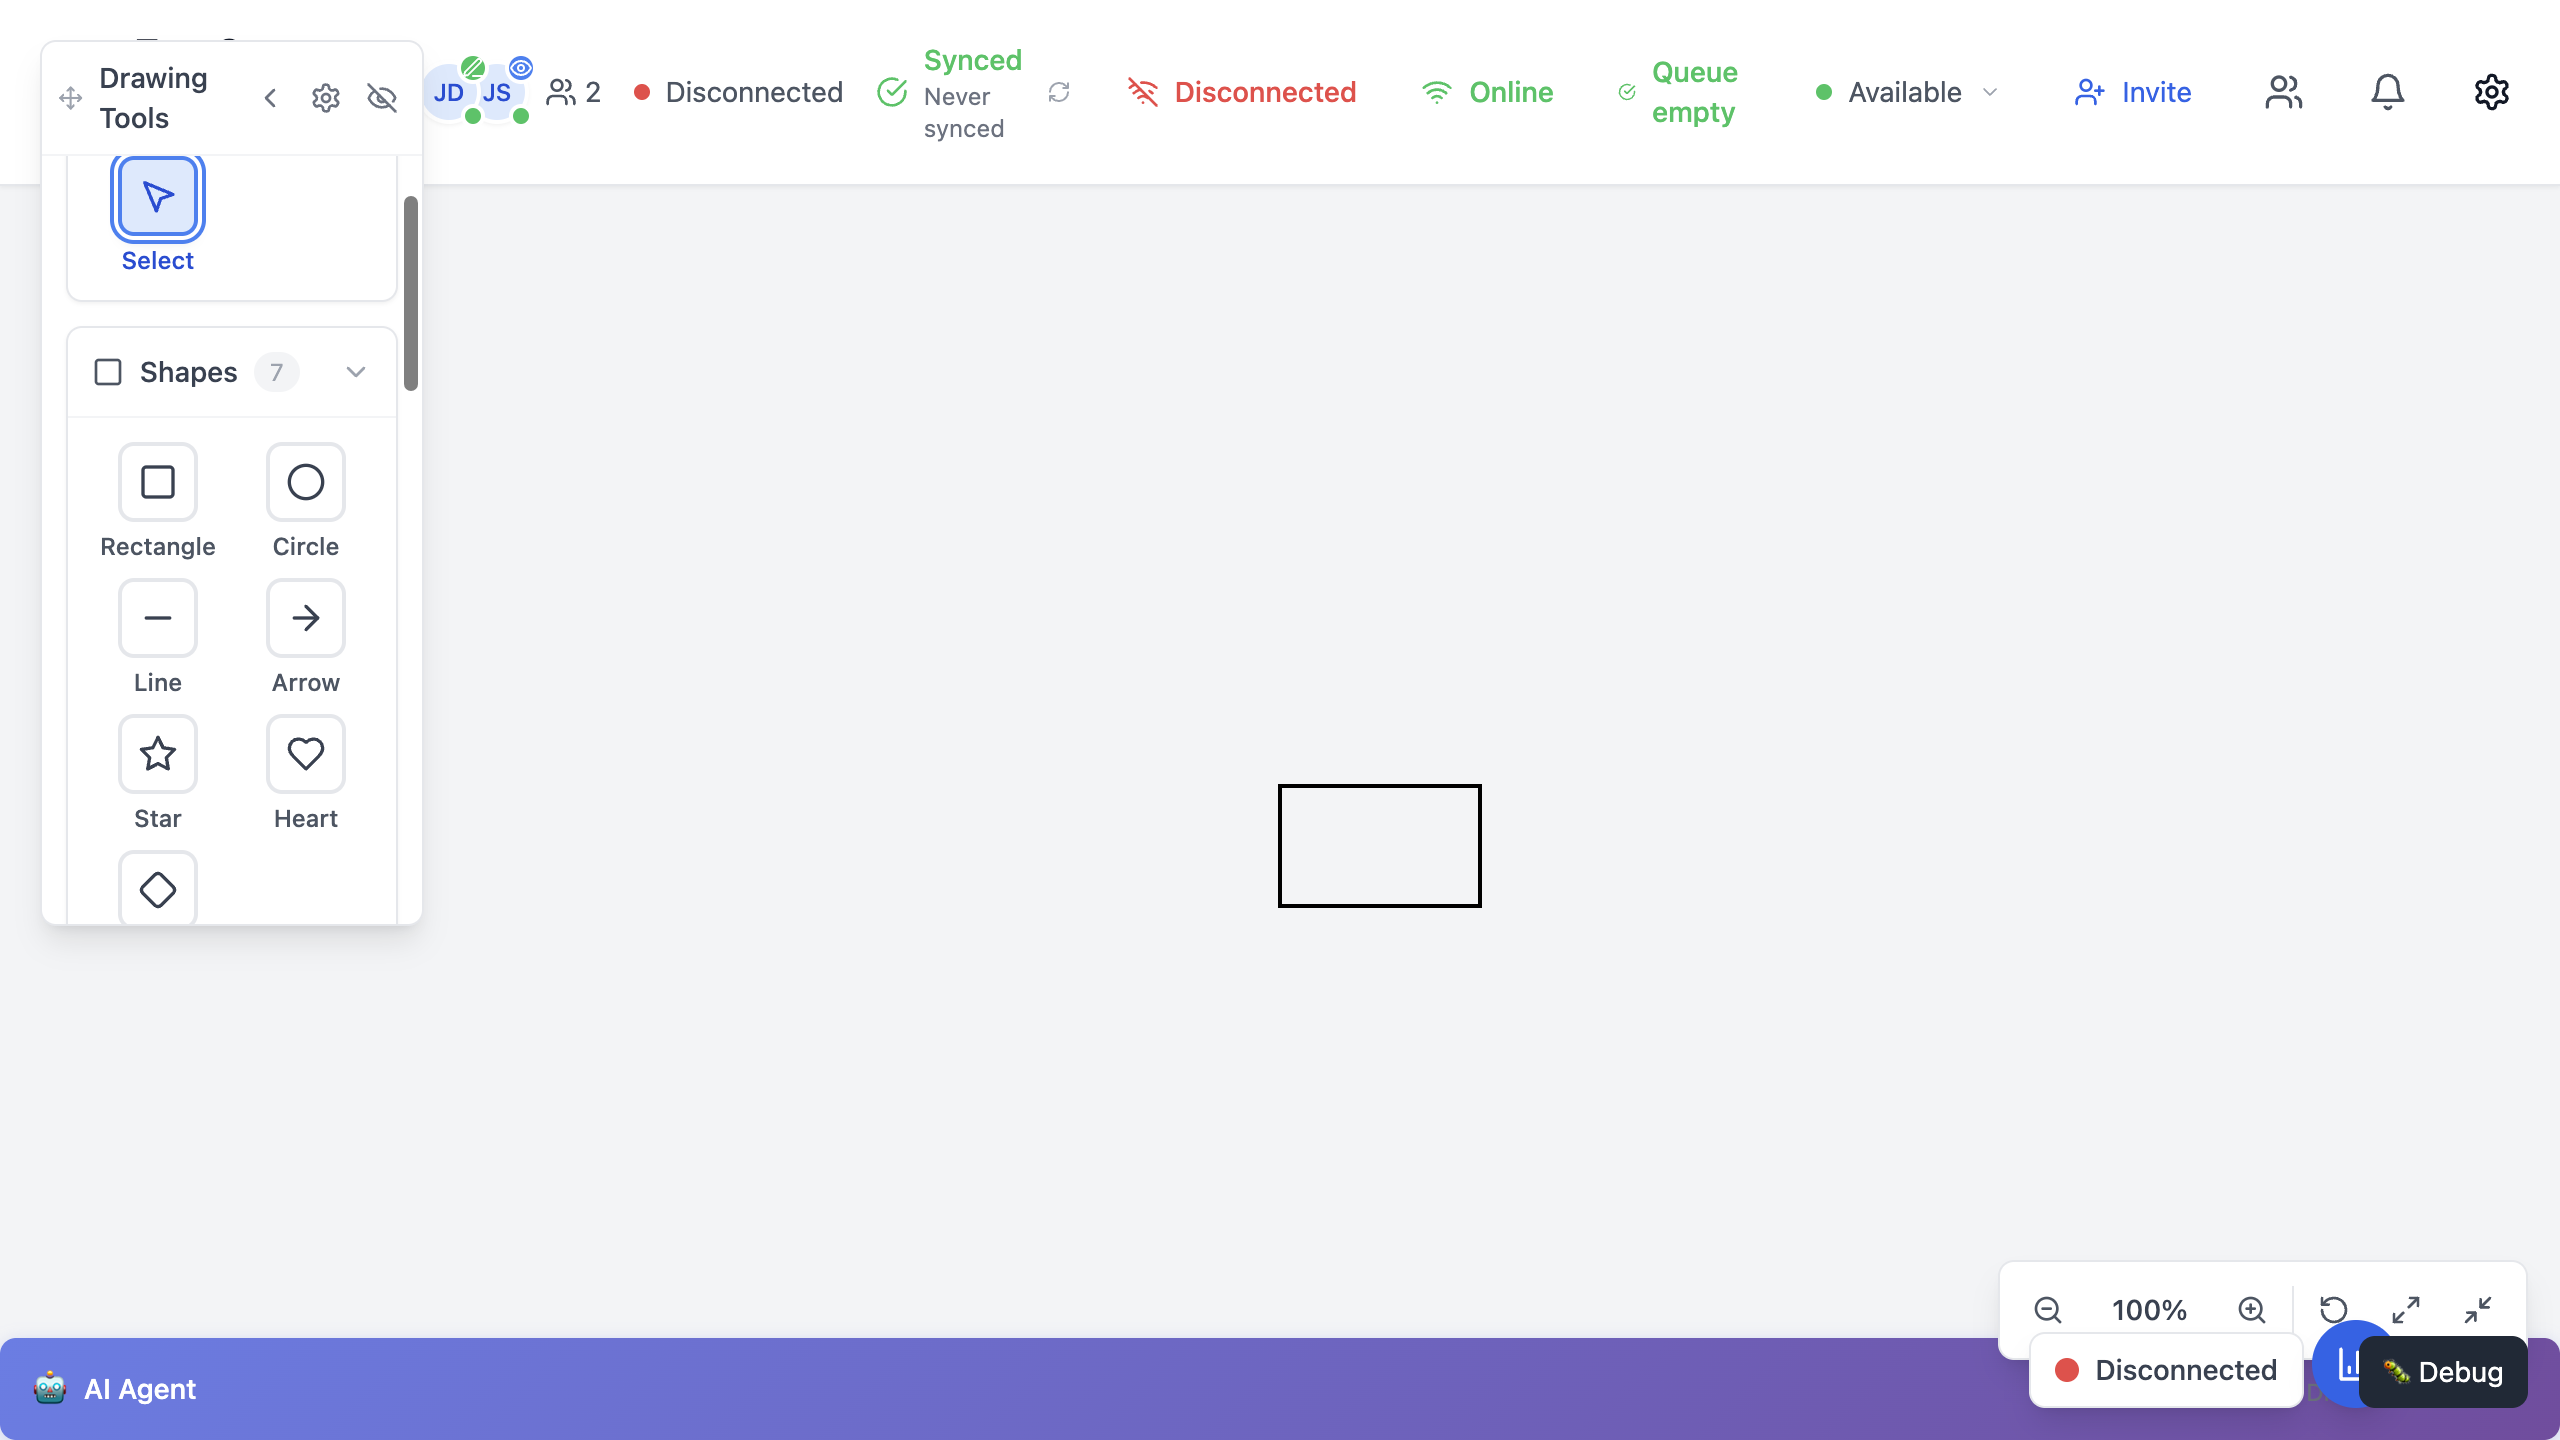 Drawing
Tools
JD
JS
2
Disconnected
Synced
Never
synced
Disconnected
Online
Queue
empty
Available
Invite
Select
Shapes 7
Rectangle
Circle
Line
Arrow
Star
Heart
100%
🤖 AI Agent
Disconnected
🐛 Debug